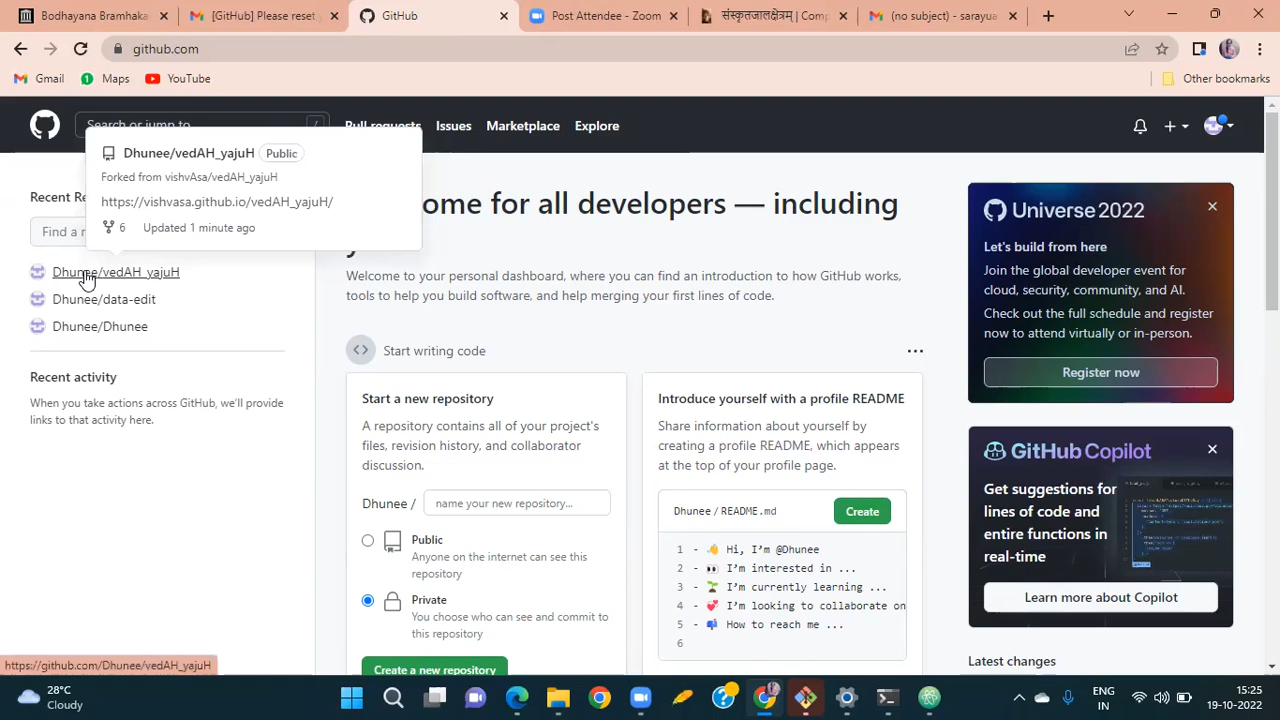 Bodhayana Bramhaka
[GitHub] Please reset
GitHub
Post Attendee - Zoom
संस्कृतजालक्षेत्रम् | Comp
(no subject) - sarayua
github.com
Gmail
Maps
YouTube
Other bookmarks
Search or jump to
/
Pull requests
Issues
Marketplace
Explore
Dhunee/vedAH_yajuH
Public
Forked from vishvAsa/vedAH_yajuH
https://vishvasa.github.io/vedAH_yajuH/
6
Updated 1 minute ago
Recent Re
Find a r
Dhunee/vedAH_yajuH
Dhunee/data-edit
Dhunee/Dhunee
Recent activity
When you take actions across GitHub, we'll provide
links to that activity here.
ome for all developers — including
Welcome to your personal dashboard, where you can find an introduction to how GitHub works,
tools to help you build software, and help merging your first lines of code.
<> Start writing code
...
Start a new repository
A repository contains all of your project's
files, revision history, and collaborator
discussion.
Dhunee /
name your new repository...
Public
Anyone on the internet can see this
repository
Private
You choose who can see and commit to
this repository
Create a new repository
Introduce yourself with a profile README
Share information about yourself by
creating a profile README, which appears
at the top of your profile page.
Dhunee / README.md
Create
1 - 👋 Hi, I'm @Dhunee
2 - 👀 I'm interested in ...
3 - 🌱 I'm currently learning ...
4 - 💞️ I'm looking to collaborate on
5 - 📫 How to reach me ...
6
Universe 2022
Let's build from here
Join the global developer event for
cloud, security, community, and AI.
Check out the full schedule and register
now to attend virtually or in-person.
Register now
GitHub Copilot
Get suggestions for
lines of code and
entire functions in
real-time
Learn more about Copilot
Latest changes
https://github.com/Dhunee/vedAH_yajuH
28°C
Cloudy
ENG
IN
15:25
19-10-2022